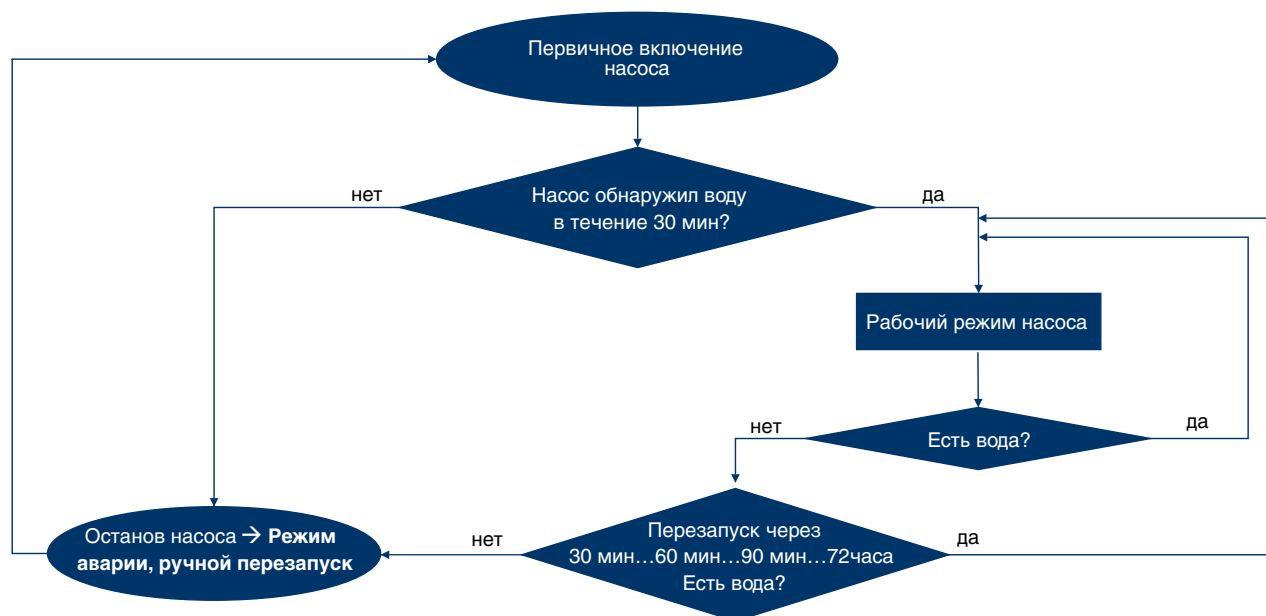 Первичное включение
насоса
нет
Насос обнаружил воду
в течение 30 мин?
да
Рабочий режим насоса
нет
Есть вода?
да
Останов насоса → Режим
аварии, ручной перезапуск
нет
Перезапуск через
30 мин...60 мин...90 мин...72часа
Есть вода?
да